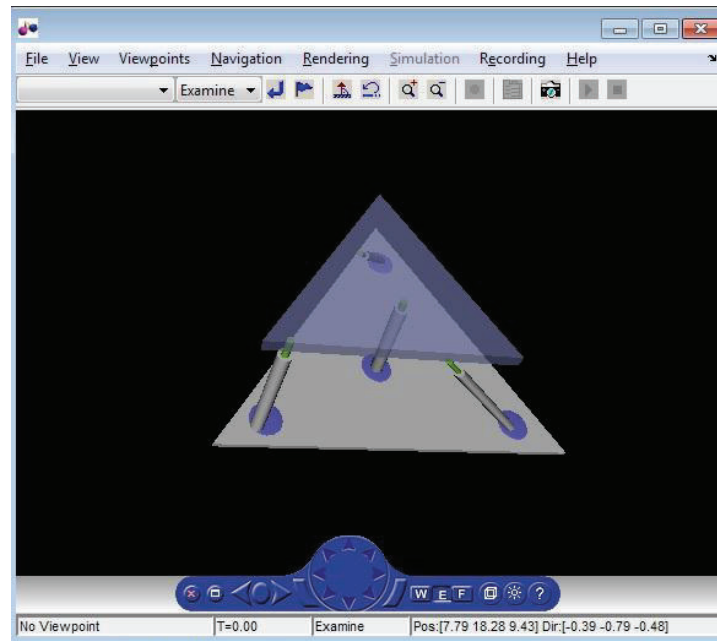 File View Viewpoints Navigation Rendering Simulation Recording Help
Examine
W E F ?
No Viewpoint T=0.00 Examine Pos:[7.79 18.28 9.43] Dir:[-0.39 -0.79 -0.48]